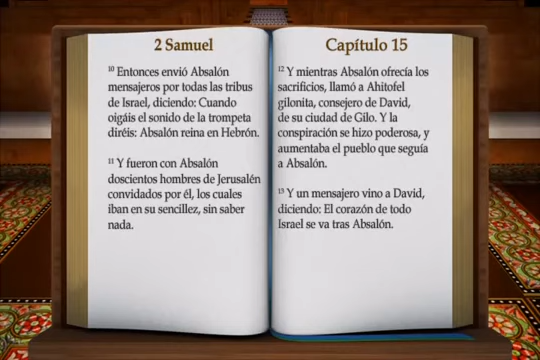 2 Samuel
10 Entonces envió Absalón
mensajeros por todas las tribus
de Israel, diciendo: Cuando
oigáis el sonido de la trompeta
diréis: Absalón reina en Hebrón.
11 Y fueron con Absalón
doscientos hombres de Jerusalén
convidados por él, los cuales
iban en su sencillez, sin saber
nada.
Capítulo 15
12 Y mientras Absalón ofrecía los
sacrificios, llamó a Ahitofel
gilonita, consejero de David,
de su ciudad de Gilo. Y la
conspiración se hizo poderosa, y
aumentaba el pueblo que seguía
a Absalón.
13 Y un mensajero vino a David,
diciendo: El corazón de todo
Israel se va tras Absalón.